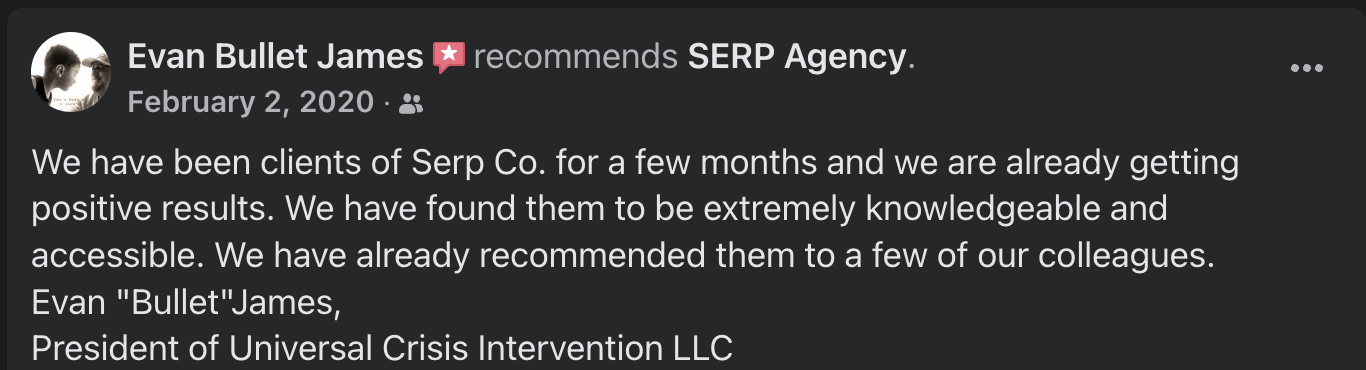 Evan Bullet James recommends SERP Agency.
February 2, 2020 ·
We have been clients of Serp Co. for a few months and we are already getting
positive results. We have found them to be extremely knowledgeable and
accessible. We have already recommended them to a few of our colleagues.
Evan "Bullet"James,
President of Universal Crisis Intervention LLC